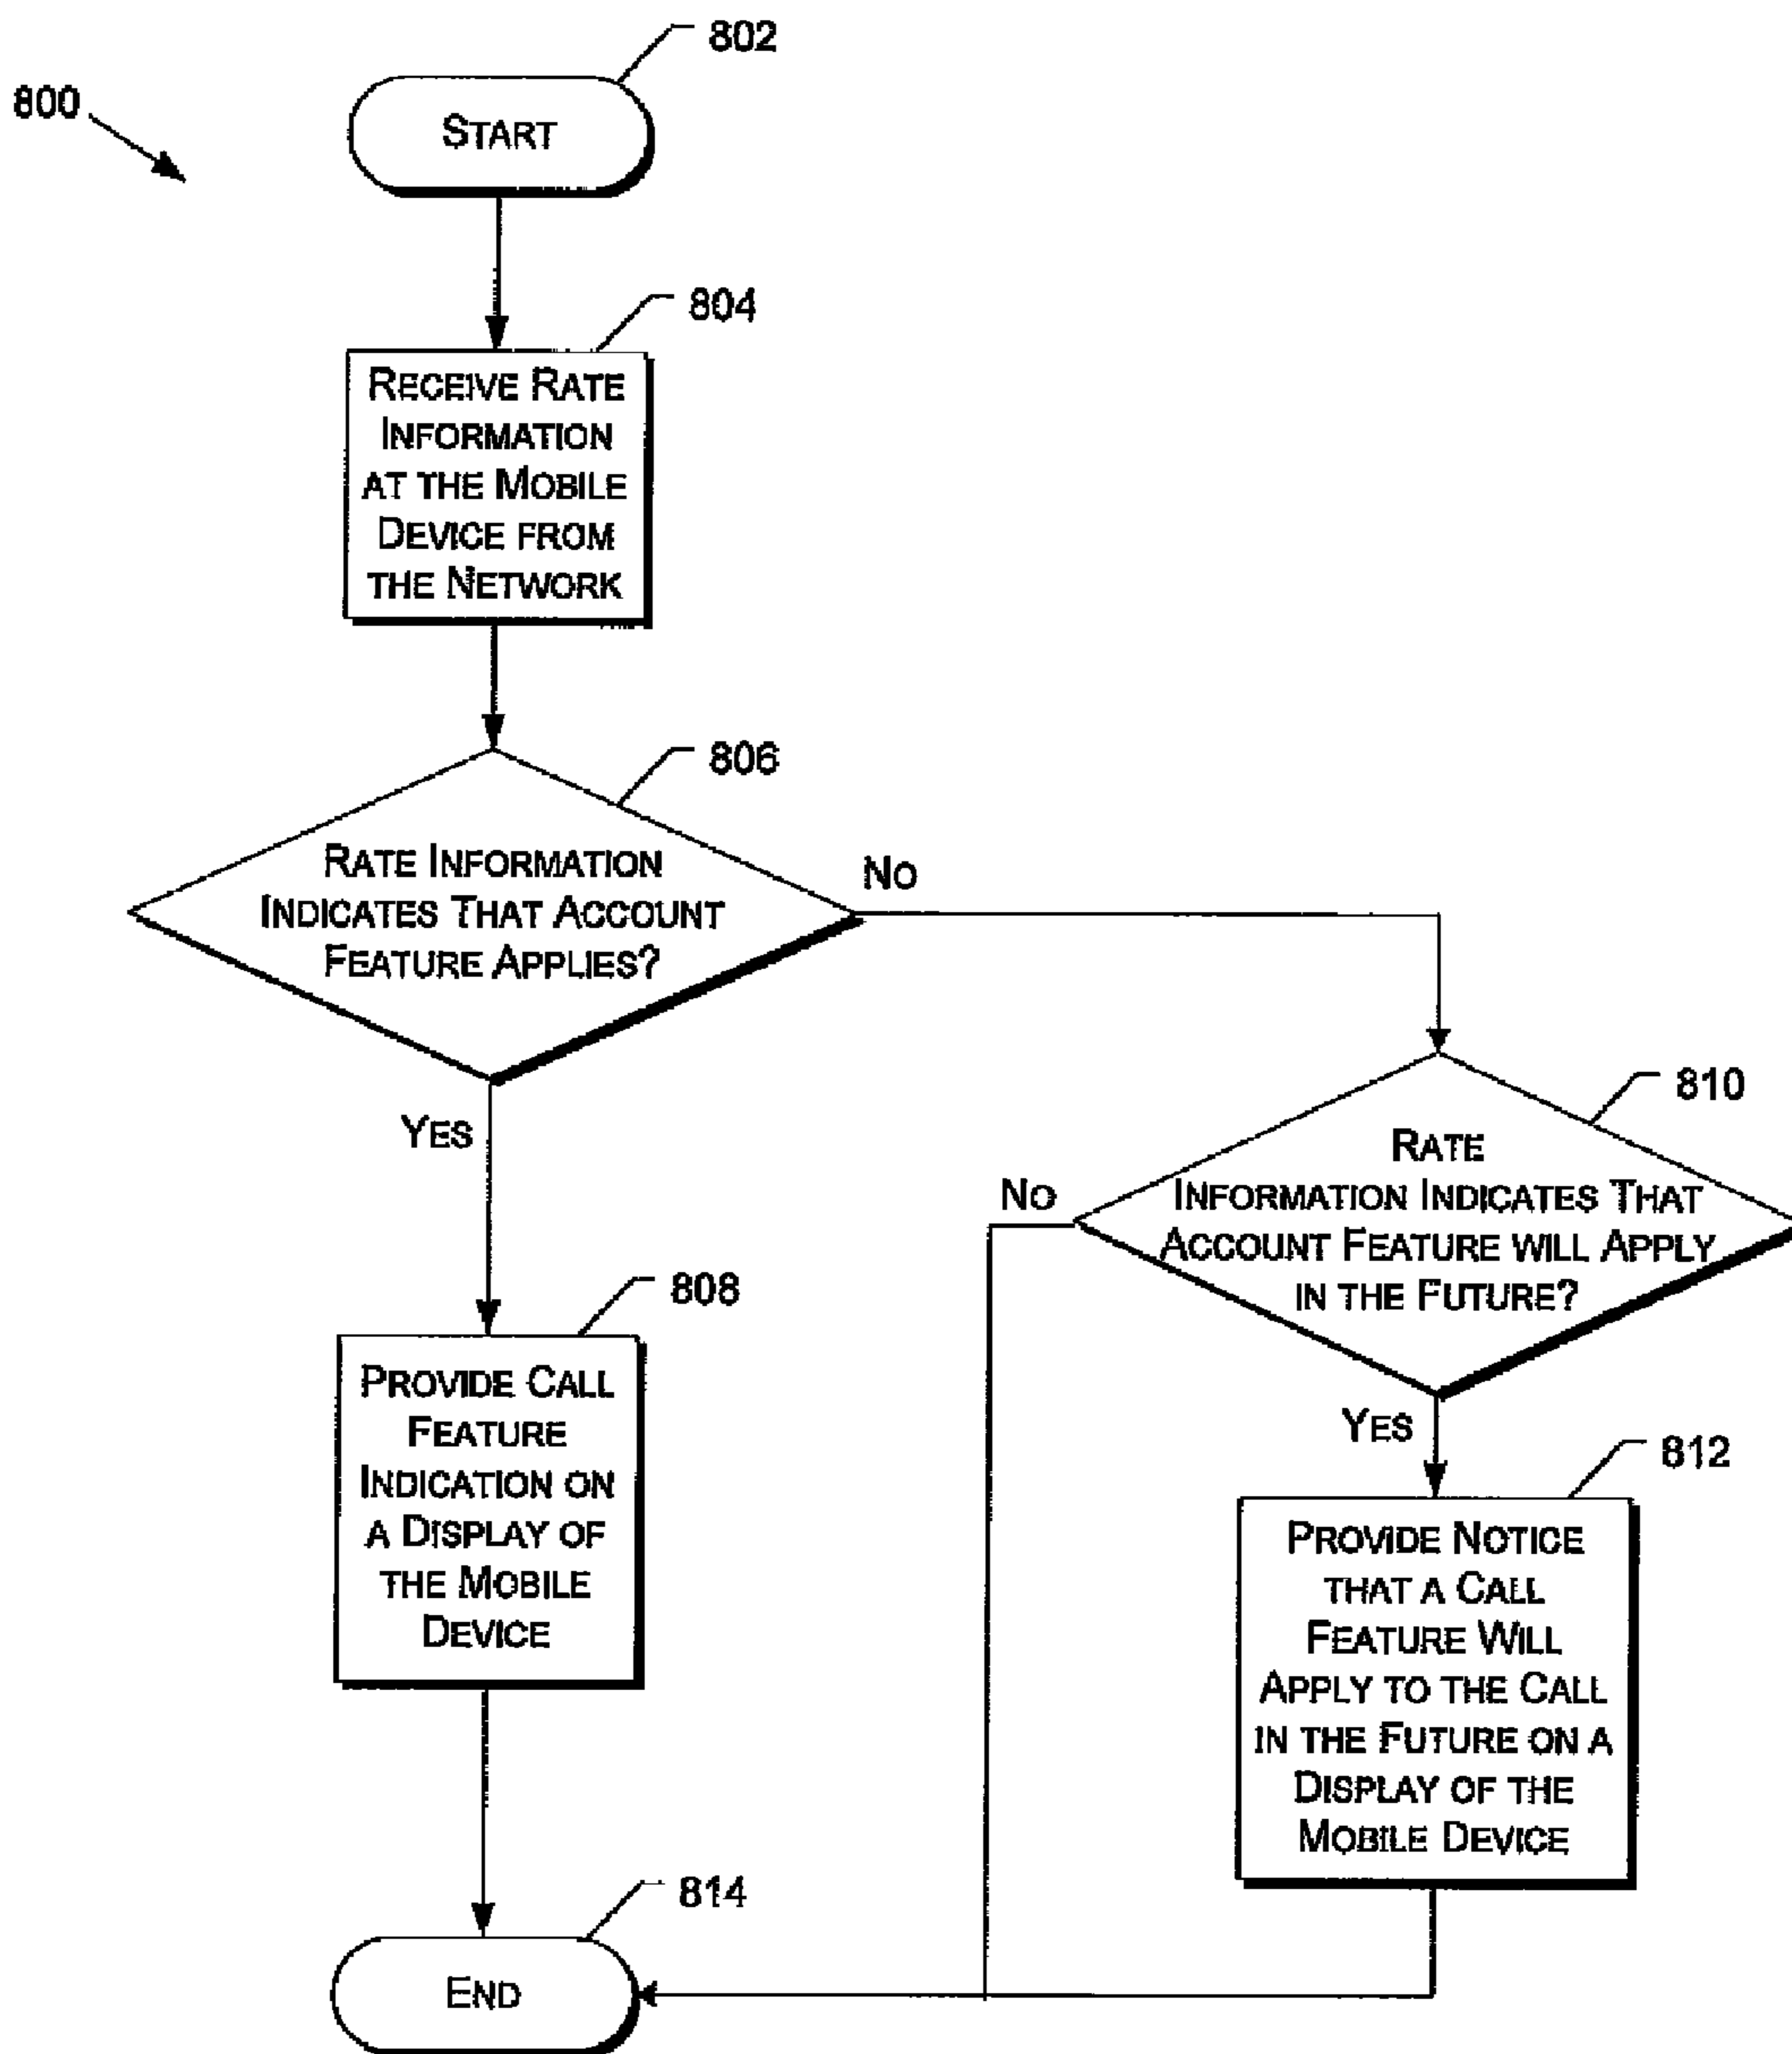 802
800
START
804
RECEIVE RATE
INFORMATION
AT THE MOBILE
DEVICE FROM
THE NETWORK
806
RATE INFORMATION
INDICATES THAT ACCOUNT
FEATURE APPLIES?
NO
YES
810
RATE
INFORMATION INDICATES THAT
ACCOUNT FEATURE WILL APPLY
IN THE FUTURE?
NO
YES
808
PROVIDE CALL
FEATURE
INDICATION ON
A DISPLAY OF
THE MOBILE
DEVICE
812
PROVIDE NOTICE
THAT A CALL
FEATURE WILL
APPLY TO THE CALL
IN THE FUTURE ON A
DISPLAY OF THE
MOBILE DEVICE
814
END